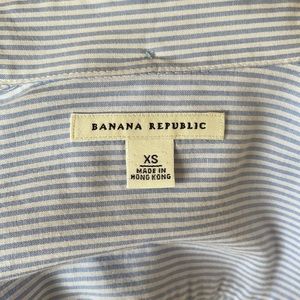 BANANA REPUBLIC
XS
MADE IN
HONG KONG